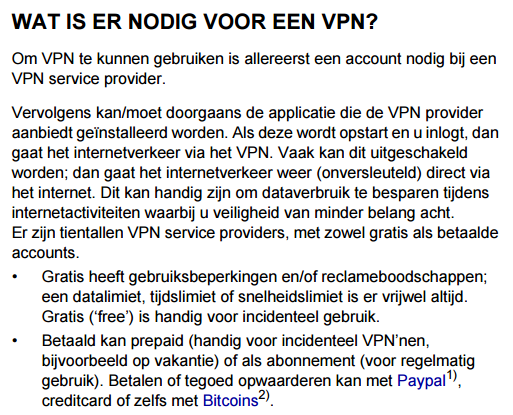 WAT IS ER NODIG VOOR EEN VPN?
Om VPN te kunnen gebruiken is allereerst een account nodig bij een
VPN service provider.
Vervolgens kan/moet doorgaans de applicatie die de VPN provider
aanbiedt geïnstalleerd worden. Als deze wordt opstart en u inlogt, dan
gaat het internetverkeer via het VPN. Vaak kan dit uitgeschakeld
worden; dan gaat het internetverkeer weer (onversleuteld) direct via
het internet. Dit kan handig zijn om dataverbruik te besparen tijdens
internetactiviteiten waarbij u veiligheid van minder belang acht.
Er zijn tientallen VPN service providers, met zowel gratis als betaalde
accounts.
• Gratis heeft gebruiksbeperkingen en/of reclameboodschappen;
een datalimiet, tijdslimiet of snelheidslimiet is er vrijwel altijd.
Gratis (‘free’) is handig voor incidenteel gebruik.
• Betaald kan prepaid (handig voor incidenteel VPN’nen,
bijvoorbeeld op vakantie) of als abonnement (voor regelmatig
gebruik). Betalen of tegoed opwaarderen kan met Paypal1),
creditcard of zelfs met Bitcoins2).